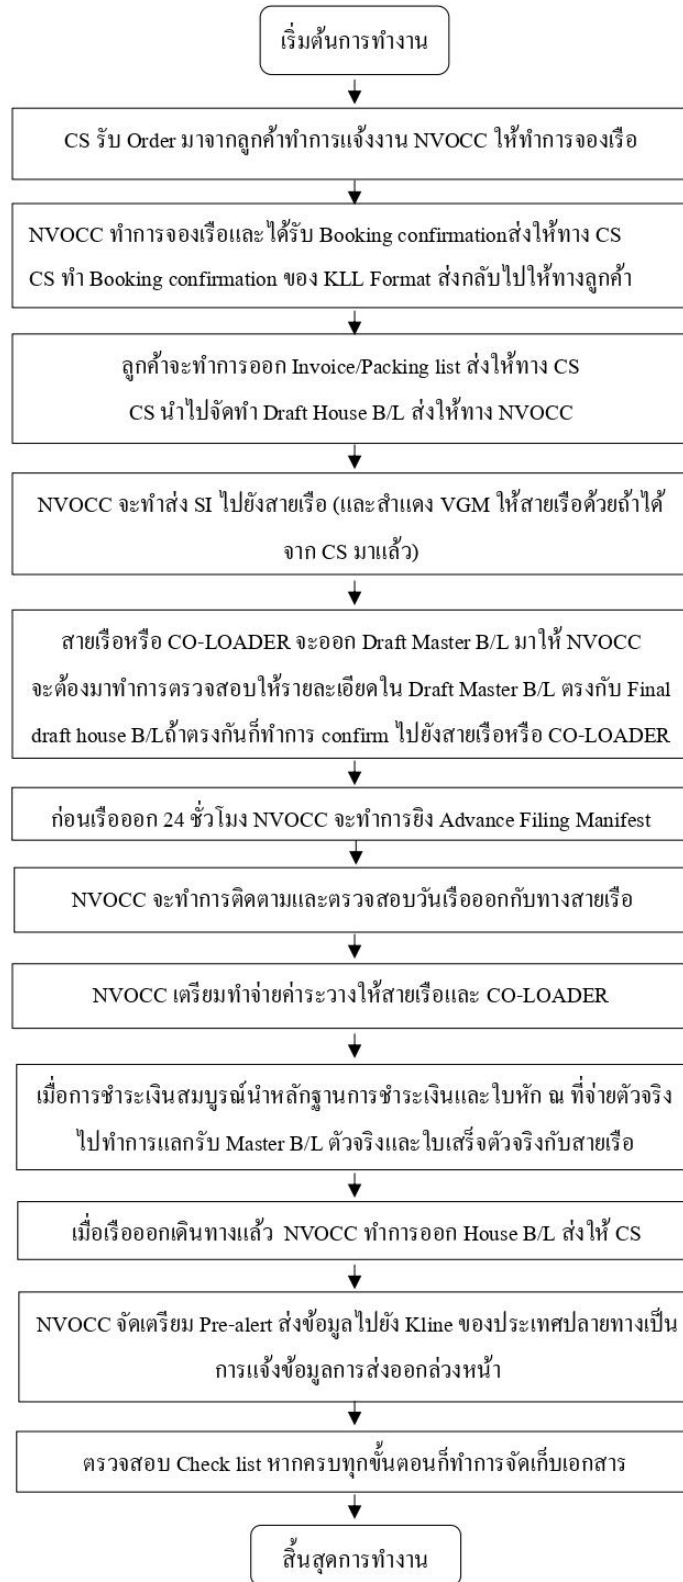 เริ่มต้นการทำงาน
CS รับ Order มาจากลูกค้าทำการแจ้งงาน NVOCC ให้ทำการจองเรือ
NVOCC ทำการจองเรือและได้รับ Booking confirmationส่งให้ทาง CS
CS ทำ Booking confirmation ของ KLL Format ส่งกลับไปให้ทางลูกค้า
ลูกค้าจะทำการออก Invoice/Packing list ส่งให้ทาง CS
CS นำไปจัดทำ Draft House B/L ส่งให้ทาง NVOCC
NVOCC จะทำส่ง SI ไปยังสายเรือ (และสำแดง VGM ให้สายเรือด้วยถ้าได้
จาก CS มาแล้ว)
สายเรือหรือ CO-LOADER จะออก Draft Master B/L มาให้ NVOCC
จะต้องมาทำการตรวจสอบให้รายละเอียดใน Draft Master B/L ตรงกับ Final
draft house B/Lถ้าตรงกันก็ทำการ confirm ไปยังสายเรือหรือ CO-LOADER
ก่อนเรือออก 24 ชั่วโมง NVOCC จะทำการยิง Advance Filing Manifest
NVOCC จะทำการติดตามและตรวจสอบวันเรือออกกับทางสายเรือ
NVOCC เตรียมทำจ่ายค่าระวางให้สายเรือและ CO-LOADER
เมื่อการชำระเงินสมบูรณ์นำหลักฐานการชำระเงินและใบหัก ณ ที่จ่ายตัวจริง
ไปทำการแลกรับ Master B/L ตัวจริงและใบเสร็จตัวจริงกับสายเรือ
เมื่อเรือออกเดินทางแล้ว NVOCC ทำการออก House B/L ส่งให้ CS
NVOCC จัดเตรียม Pre-alert ส่งข้อมูลไปยัง Kline ของประเทศปลายทางเป็น
การแจ้งข้อมูลการส่งออกล่วงหน้า
ตรวจสอบ Check list หากครบทุกขั้นตอนก็ทำการจัดเก็บเอกสาร
สิ้นสุดการทำงาน